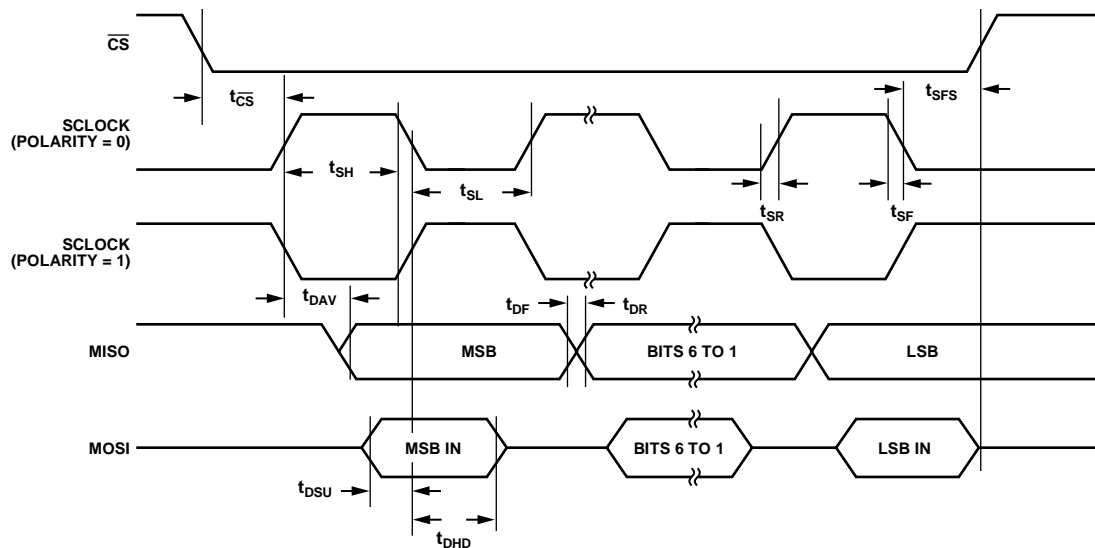 CS
tCS
tSFS
SCLOCK
(POLARITY = 0)
tSH
tSL
tSR
tSF
SCLOCK
(POLARITY = 1)
tDAV
tDF
tDR
MISO
MSB
BITS 6 TO 1
LSB
MOSI
MSB IN
BITS 6 TO 1
LSB IN
tDSU
tDHD